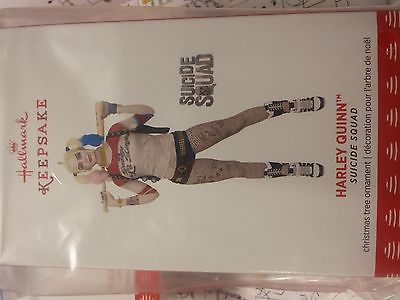 Hallmark
KEEPSAKE
SUICIDE
SQUAD
HARLEY QUINN™
SUICIDE SQUAD
christmas tree ornament | décoration pour l'arbre de noël